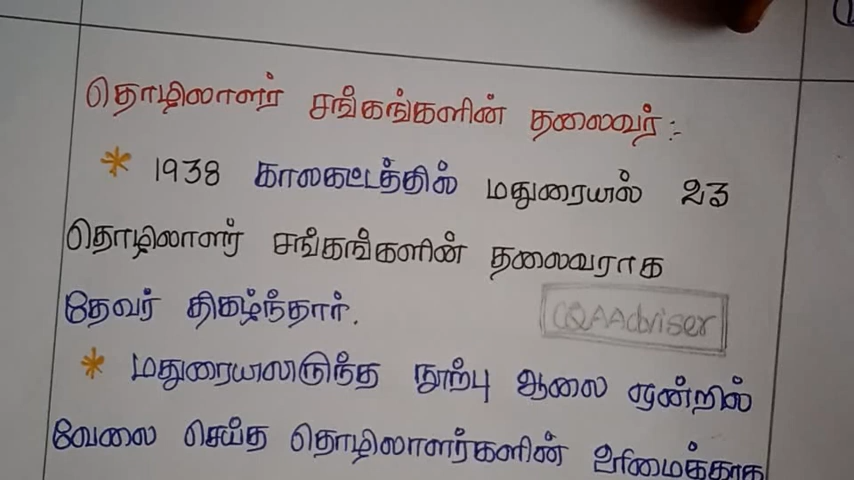 தொழிலாளர் சங்கங்களின் தலைவர்:-
* 1938 காலகட்டத்தில் மதுரையில் 23
தொழிலாளர் சங்கங்களின் தலைவராக
தேவர் திகழ்ந்தார்.
CQAAdviser
* மதுரையிலிருந்த நூற்பு ஆலை ஒன்றில்
வேலை செய்த தொழிலாளர்களின் உரிமைக்காக